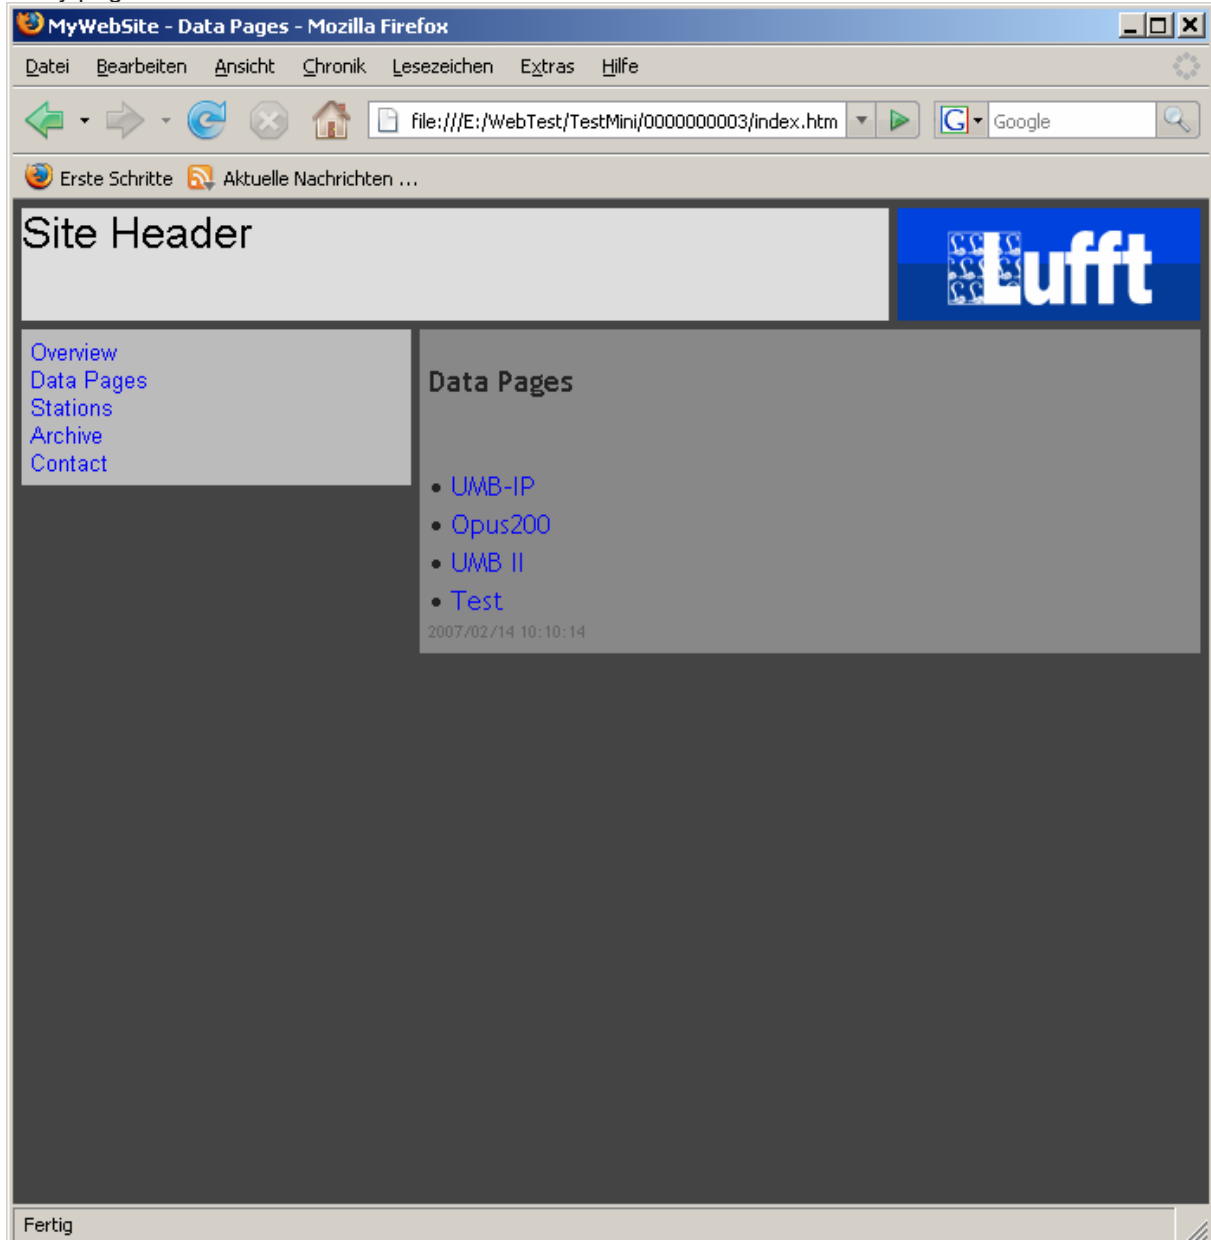 MyWebSite - Data Pages - Mozilla Firefox
Datei Bearbeiten Ansicht Chronik Lesezeichen Extras Hilfe
file:///E:/WebTest/TestMini/0000000003/index.htm G Google
Erste Schritte Aktuelle Nachrichten ...
Site Header
Lufft
Overview
Data Pages
Stations
Archive
Contact
Data Pages
• UMB-IP
• Opus200
• UMB II
• Test
2007/02/14 10:10:14
Fertig